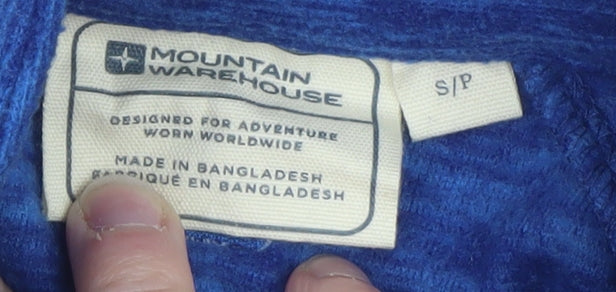 MOUNTAIN
WAREHOUSE
DESIGNED FOR ADVENTURE
WORN WORLDWIDE
MADE IN BANGLADESH
FABRIQUÉ EN BANGLADESH
S/P